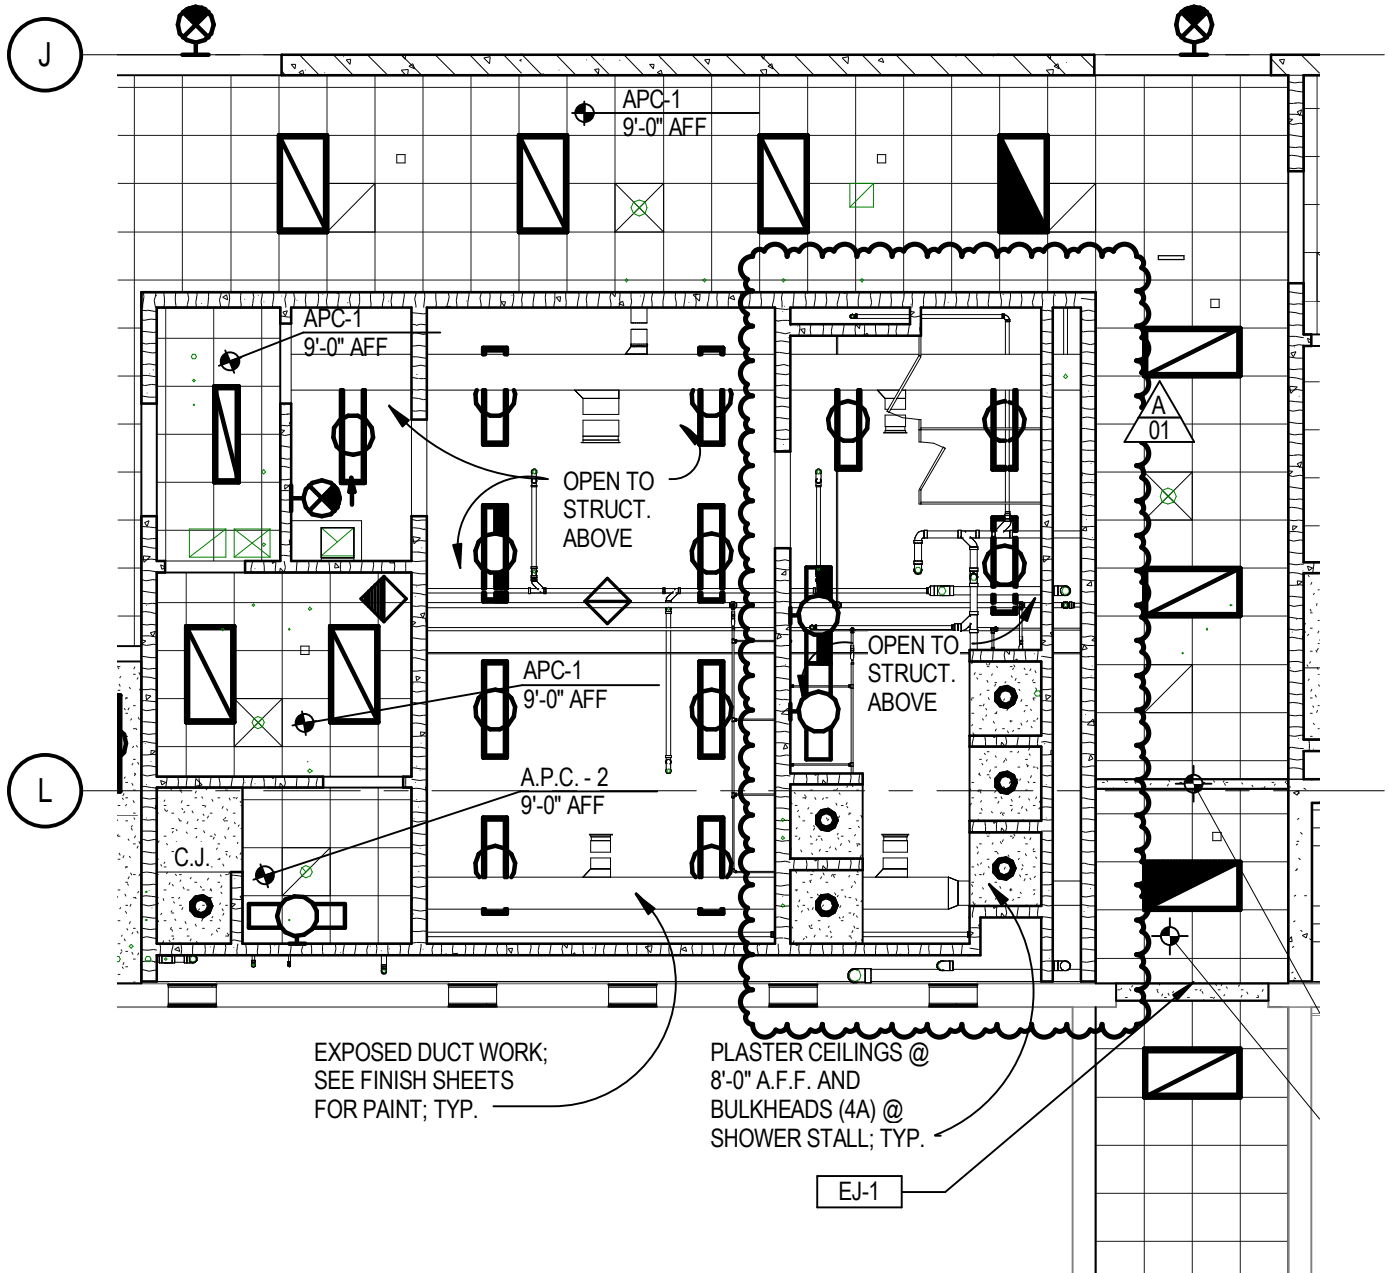 J
APC-1
9'-0" AFF
APC-1
9'-0" AFF
A
01
OPEN TO
STRUCT.
ABOVE
OPEN TO
STRUCT.
ABOVE
APC-1
9'-0" AFF
L
A.P.C. - 2
9'-0" AFF
C.J.
EXPOSED DUCT WORK;
SEE FINISH SHEETS
FOR PAINT; TYP.
PLASTER CEILINGS @
8'-0" A.F.F. AND
BULKHEADS (4A) @
SHOWER STALL; TYP.
EJ-1